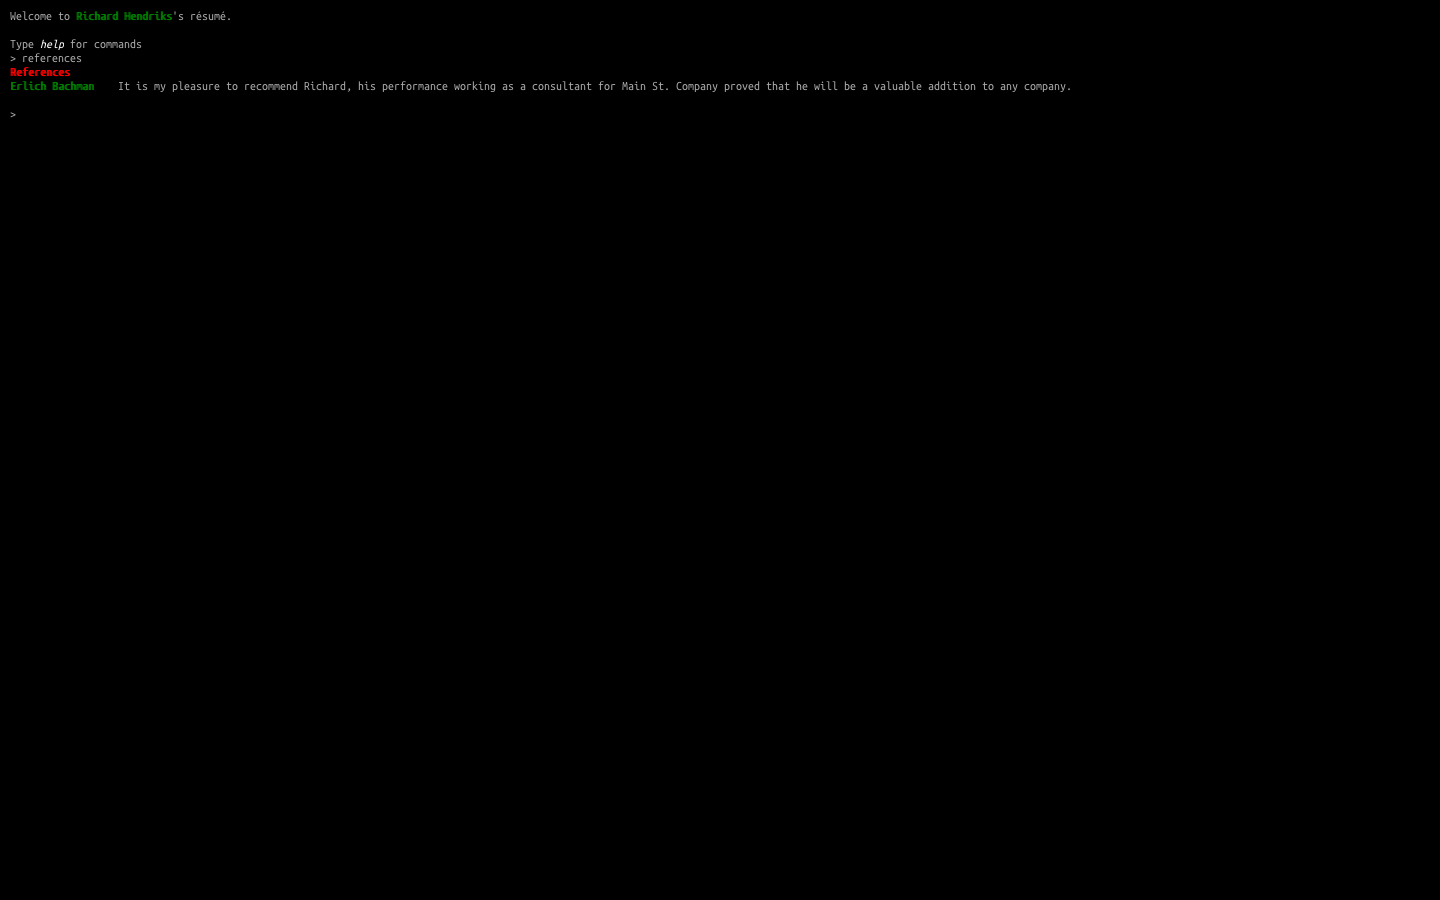 Welcome to Richard Hendriks's résumé.
Type help for commands
> references
References
Erlich Bachman It is my pleasure to recommend Richard, his performance working as a consultant for Main St. Company proved that he will be a valuable addition to any company.
>